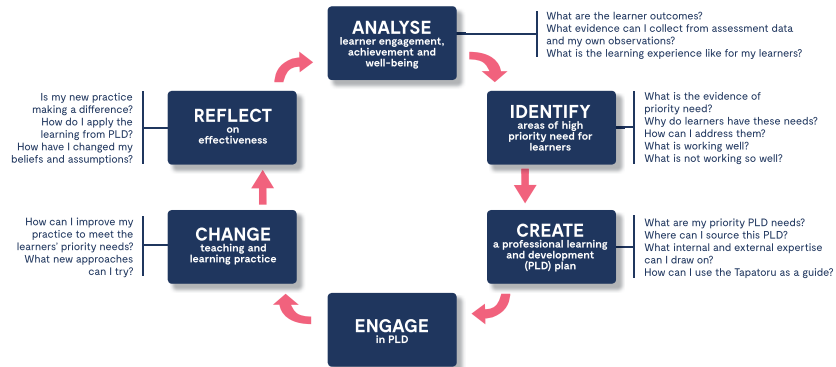 ANALYSE
learner engagement,
achievement and
well-being
What are the learner outcomes?
What evidence can I collect from assessment data
and my own observations?
What is the learning experience like for my learners?
IDENTIFY
areas of high
priority need for
learners
What is the evidence of
priority need?
Why do learners have these needs?
How can I address them?
What is working well?
What is not working so well?
CREATE
a professional learning
and development
(PLD) plan
What are my priority PLD needs?
Where can I source this PLD?
What internal and external expertise
can I draw on?
How can I use the Tapatoru as a guide?
ENGAGE
in PLD
CHANGE
teaching and
learning practice
How can I improve my
practice to meet the
learners' priority needs?
What new approaches
can I try?
REFLECT
on
effectiveness
Is my new practice
making a difference?
How do I apply the
learning from PLD?
How have I changed my
beliefs and assumptions?